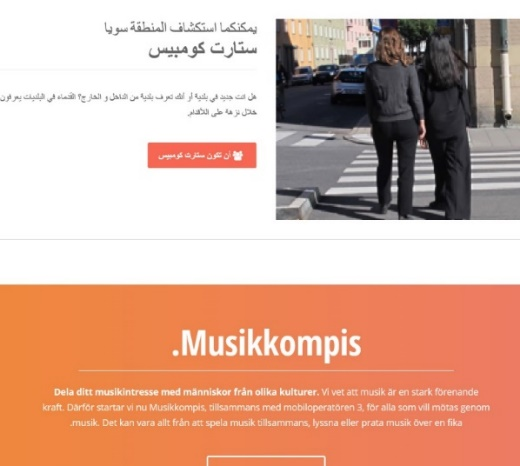 يمكنكما استكشاف المنطقة سويا
ستارت كومبيس
هل انت جديد في بلدية أو أنك تعرف بلدية من الداخل و الخارج؟ القدماء في البلديات يعرفون
خلال نزهة على الأقدام.
أن تكون ستارت كومبيس
.Musikkompis
Dela ditt musikintresse med människor från olika kulturer. Vi vet att musik är en stark förenande
kraft. Därför startar vi nu Musikkompis, tillsammans med mobiloperatören 3, för alla som vill mötas genom
.musik. Det kan vara allt från att spela musik tillsammans, lyssna eller prata musik över en fika